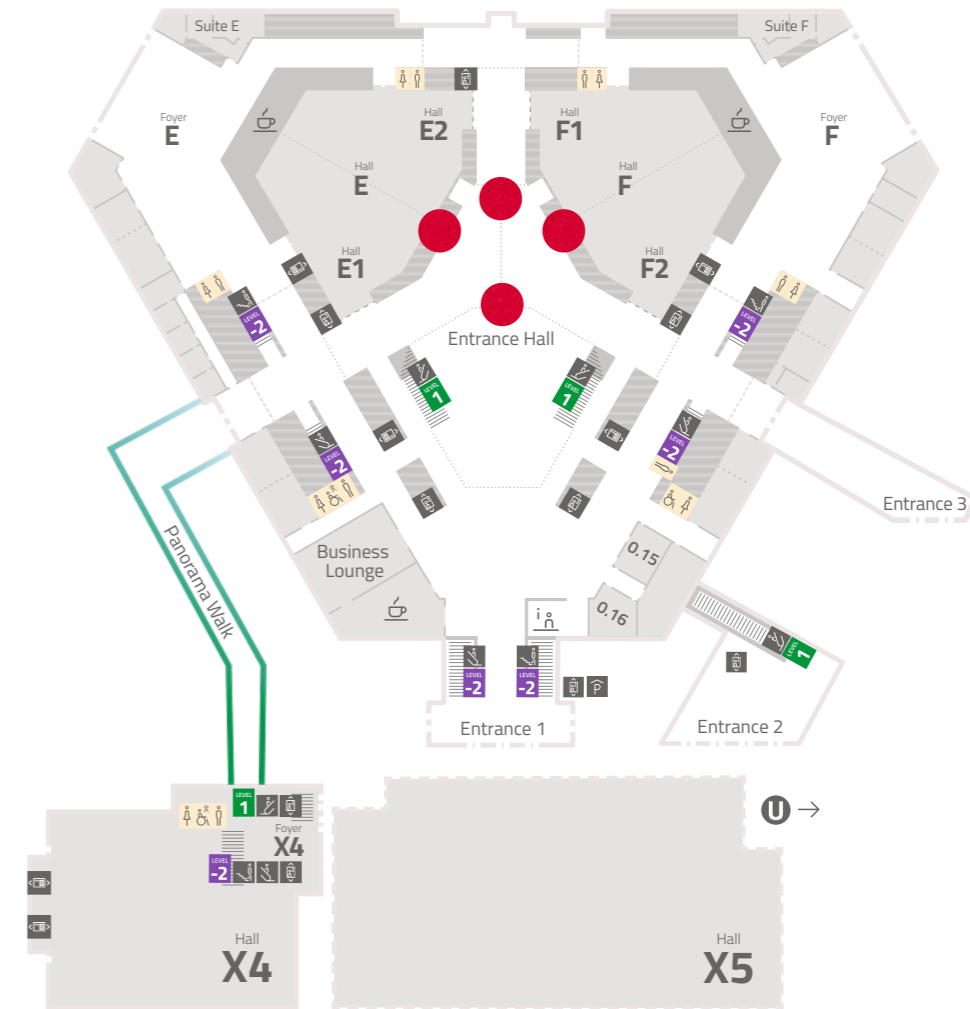 Suite E
Suite F
Hall
E2
Hall
F1
Foyer
E
Foyer
F
Hall
E
Hall
F
Hall
E1
Hall
F2
LEVEL
-2
LEVEL
-2
Entrance Hall
LEVEL
1
LEVEL
1
LEVEL
-2
LEVEL
-2
Entrance 3
Panorama Walk
Business
Lounge
0.15
0.16
i
LEVEL
1
LEVEL
-2
LEVEL
-2
P
Entrance 1
Entrance 2
LEVEL
1
U
Foyer
X4
LEVEL
-2
Hall
X4
Hall
X5